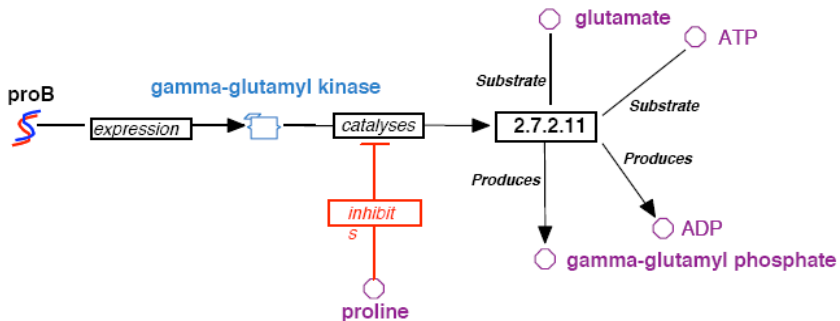 glutamate
ATP
Substrate
proB
gamma-glutamyl kinase
Substrate
expression
catalyses
2.7.2.11
Produces
Produces
inhibit
s
ADP
gamma-glutamyl phosphate
proline